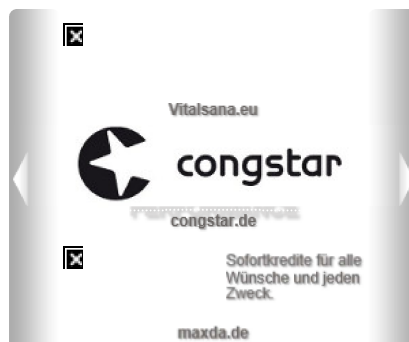 Vitalsana.eu
congstar
congstar.de
Sofortkredite für alle
Wünsche und jeden
Zweck.
maxda.de